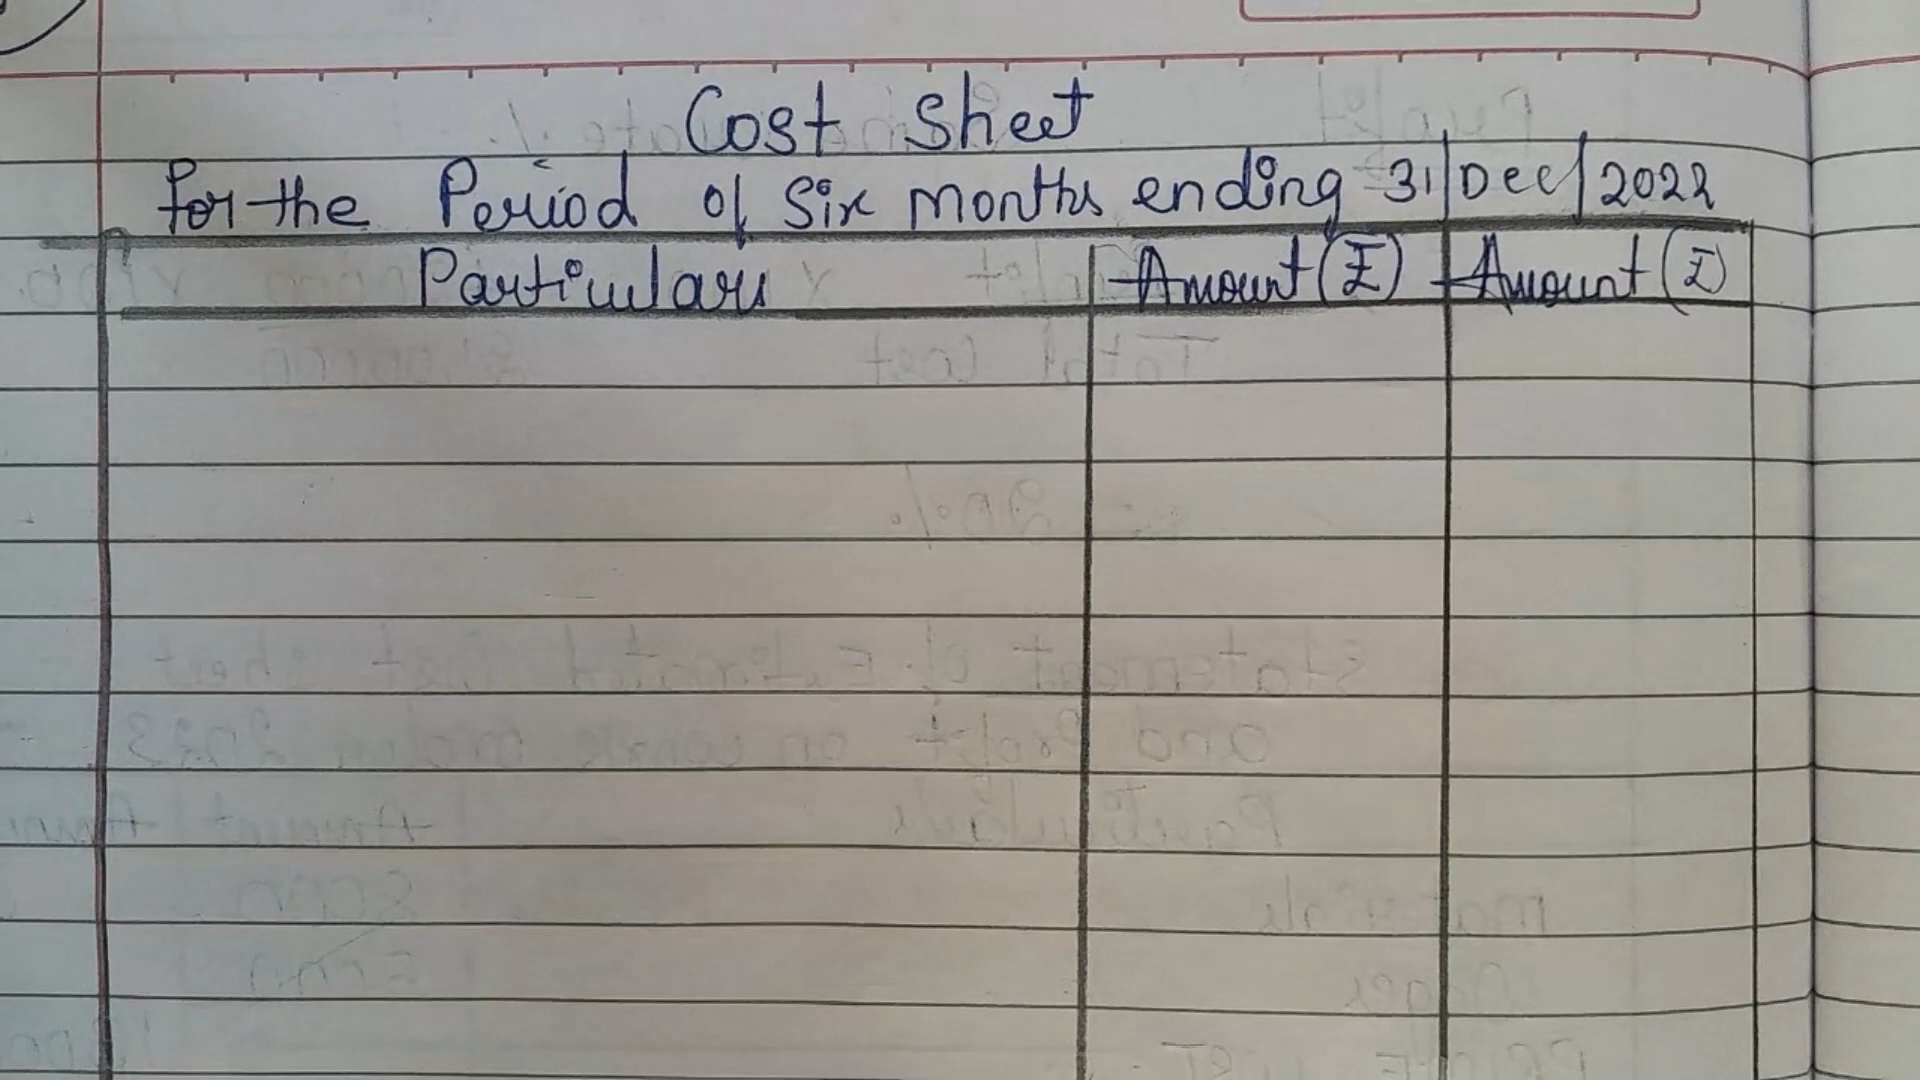 Cost Sheet
for the Period of Six months ending 31/Dec/2022
Particulars Amount (₹) Amount (₹)